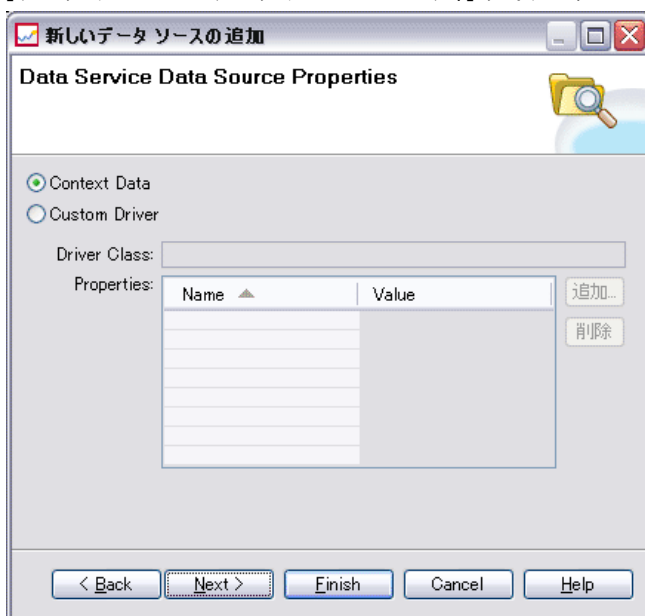 新しいデータ ソースの追加
Data Service Data Source Properties
Context Data
Custom Driver
Driver Class:
Properties:
Name
Value
追加...
削除
< Back
Next >
Finish
Cancel
Help